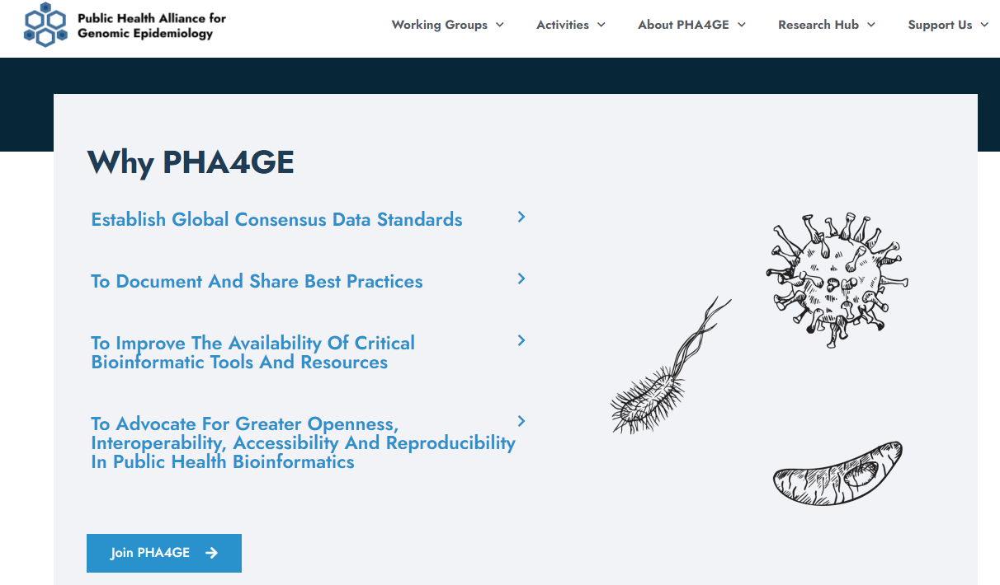 Public Health Alliance for
Genomic Epidemiology
Working Groups
Activities
About PHA4GE
Research Hub
Support Us
Why PHA4GE
Establish Global Consensus Data Standards
To Document And Share Best Practices
To Improve The Availability Of Critical
Bioinformatic Tools And Resources
To Advocate For Greater Openness,
Interoperability, Accessibility And Reproducibility
In Public Health Bioinformatics
Join PHA4GE